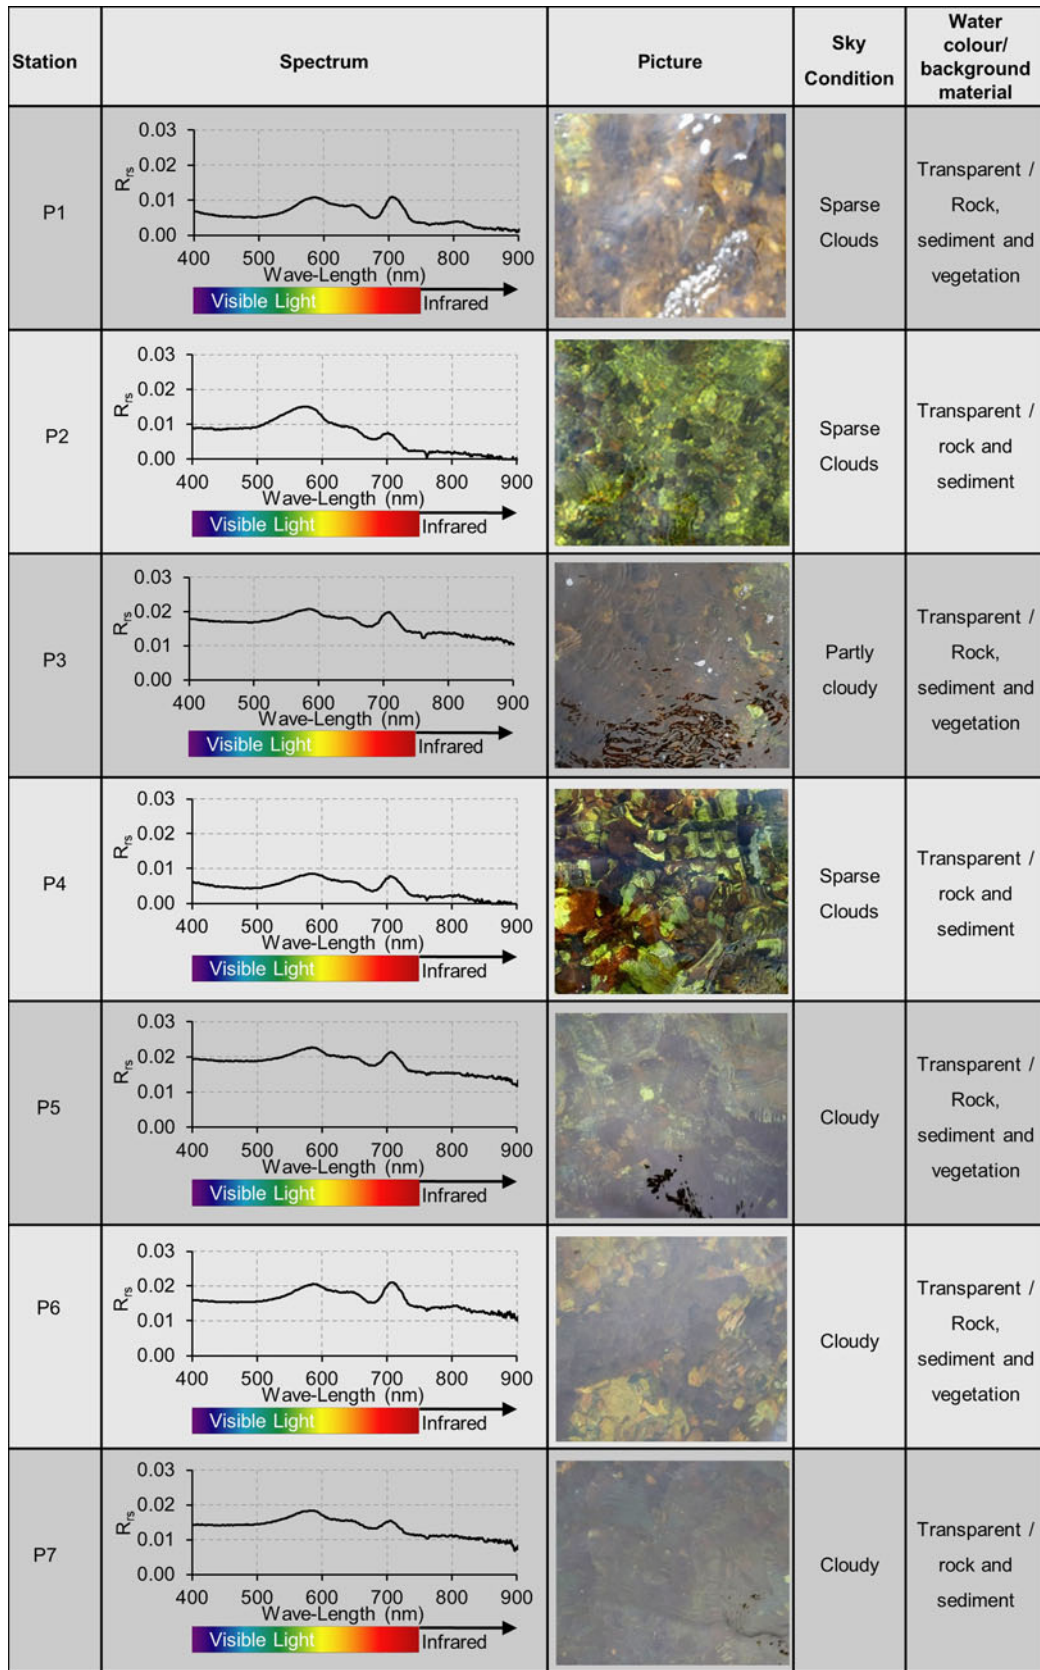 Station
Spectrum
Picture
Sky
Condition
Water
colour/
background
material
P1
Rrs
0.03
0.02
0.01
0.00
400 500 600 700 800 900
Wave-Length (nm)
Visible Light
Infrared
Sparse
Clouds
Transparent /
Rock,
sediment and
vegetation
P2
Rrs
0.03
0.02
0.01
0.00
400 500 600 700 800 900
Wave-Length (nm)
Visible Light
Infrared
Sparse
Clouds
Transparent /
rock and
sediment
P3
Rrs
0.03
0.02
0.01
0.00
400 500 600 700 800 900
Wave-Length (nm)
Visible Light
Infrared
Partly
cloudy
Transparent /
Rock,
sediment and
vegetation
P4
Rrs
0.03
0.02
0.01
0.00
400 500 600 700 800 900
Wave-Length (nm)
Visible Light
Infrared
Sparse
Clouds
Transparent /
rock and
sediment
P5
Rrs
0.03
0.02
0.01
0.00
400 500 600 700 800 900
Wave-Length (nm)
Visible Light
Infrared
Cloudy
Transparent /
Rock,
sediment and
vegetation
P6
Rrs
0.03
0.02
0.01
0.00
400 500 600 700 800 900
Wave-Length (nm)
Visible Light
Infrared
Cloudy
Transparent /
Rock,
sediment and
vegetation
P7
Rrs
0.03
0.02
0.01
0.00
400 500 600 700 800 900
Wave-Length (nm)
Visible Light
Infrared
Cloudy
Transparent /
rock and
sediment